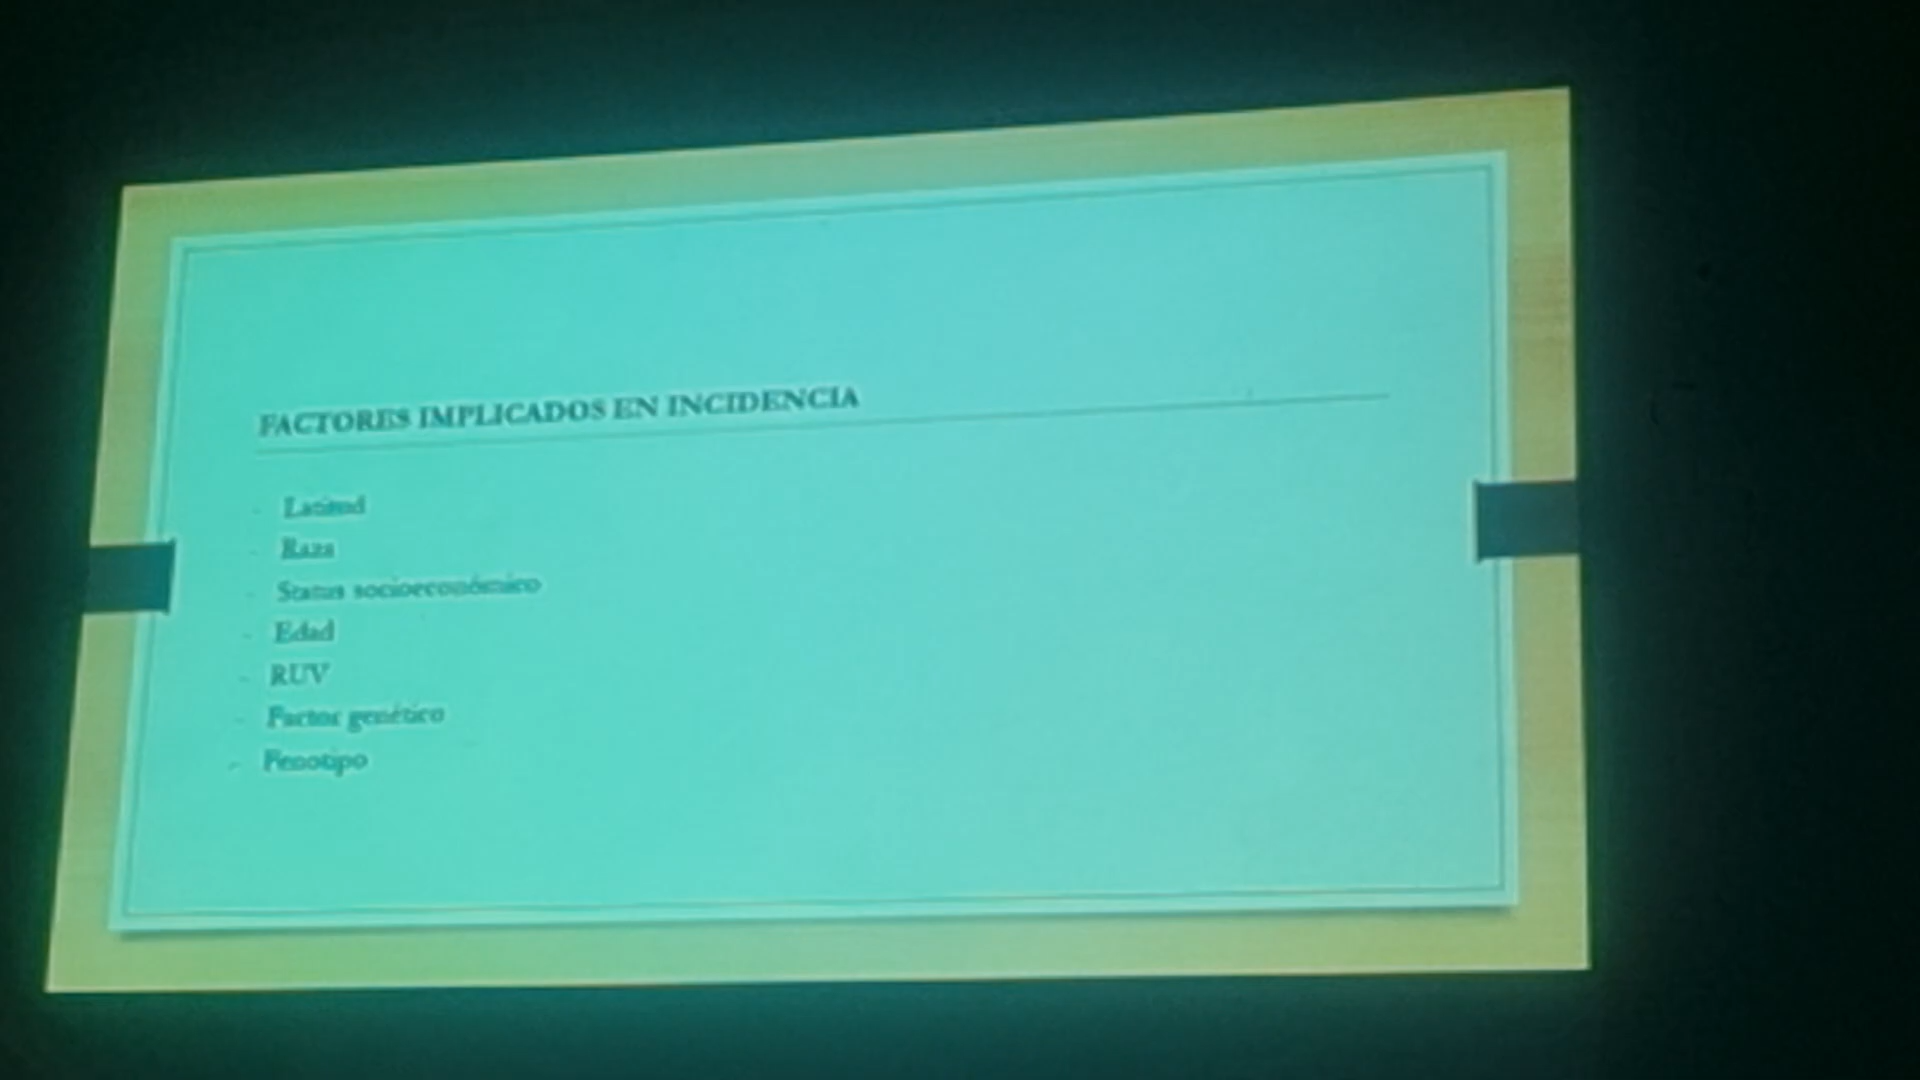 FACTORES IMPLICADOS EN INCIDENCIA
- Latitud
- Raza
- Status socioeconómico
- Edad
- RUV
- Factor genético
- Fenotipo